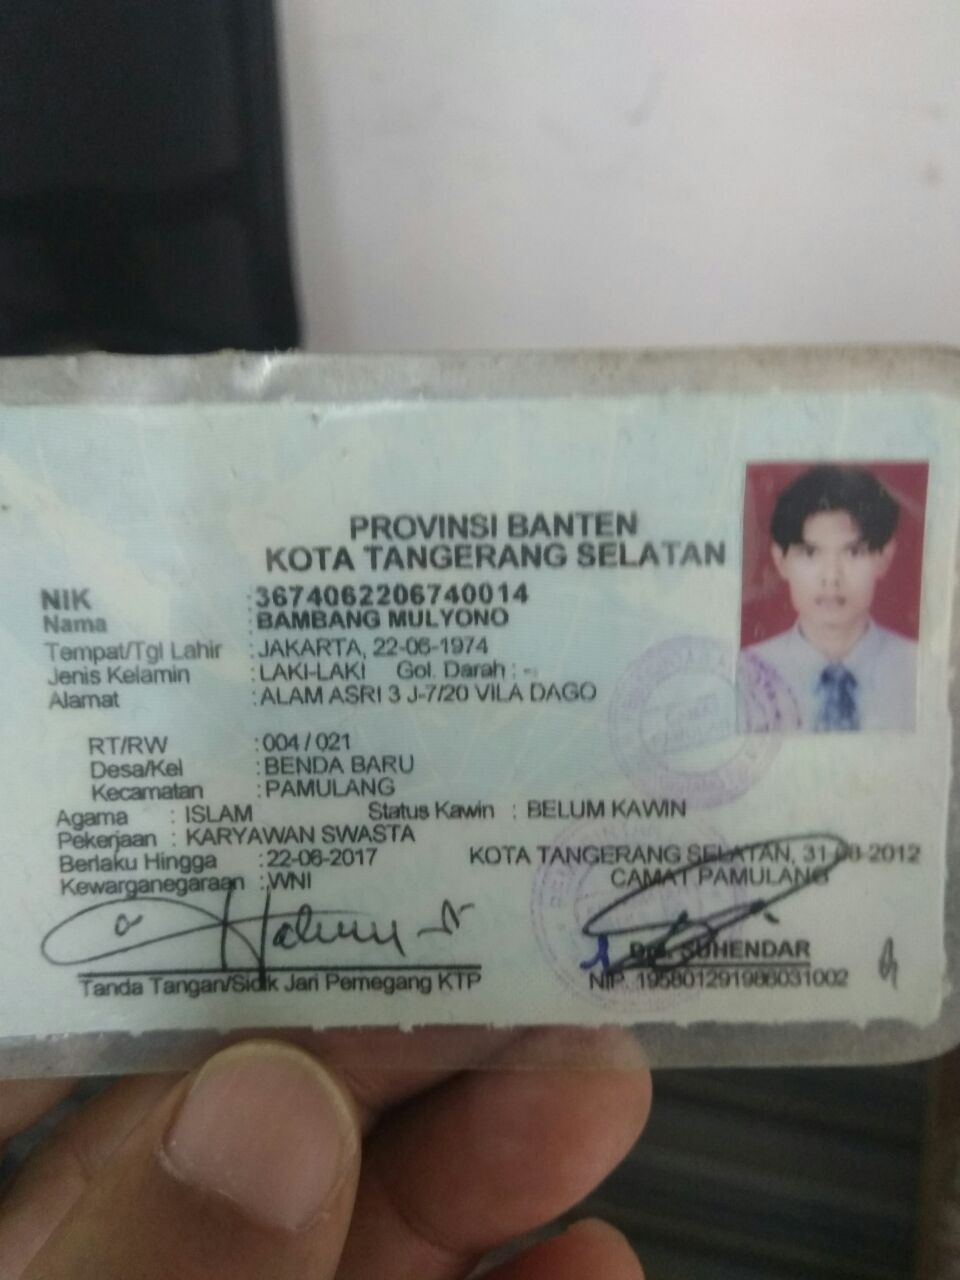 PROVINSI BANTEN
KOTA TANGERANG SELATAN
NIK : 3674062206740014
Nama : BAMBANG MULYONO
Tempat/Tgl Lahir : JAKARTA, 22-06-1974
Jenis Kelamin : LAKI-LAKI Gol. Darah : -
Alamat : ALAM ASRI 3 J-7/20 VILA DAGO
RT/RW : 004 / 021
Desa/Kel : BENDA BARU
Kecamatan : PAMULANG
Agama : ISLAM Status Kawin : BELUM KAWIN
Pekerjaan : KARYAWAN SWASTA
Berlaku Hingga : 22-06-2017
Kewarganegaraan : WNI
KOTA TANGERANG SELATAN, 31-08-2012
CAMAT PAMULANG
Drs. SUHENDAR
NIP. 195801291986031002
Tanda Tangan/Sidik Jari Pemegang KTP